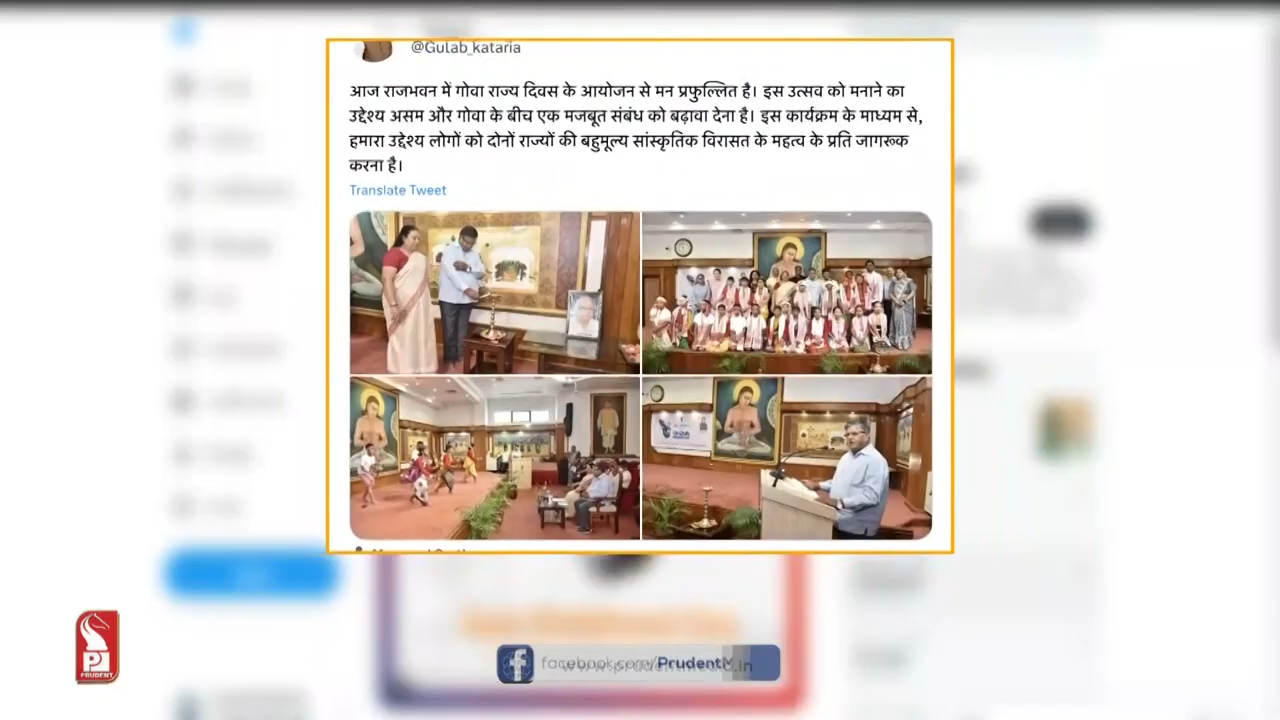 @Gulab_kataria
आज राजभवन में गोवा राज्य दिवस के आयोजन से मन प्रफुल्लित है। इस उत्सव को मनाने का
उद्देश्य असम और गोवा के बीच एक मजबूत संबंध को बढ़ावा देना है। इस कार्यक्रम के माध्यम से,
हमारा उद्देश्य लोगों को दोनों राज्यों की बहुमूल्य सांस्कृतिक विरासत के महत्व के प्रति जागरूक
करना है।
Translate Tweet
PRUDENT
facebook.com/Prudent